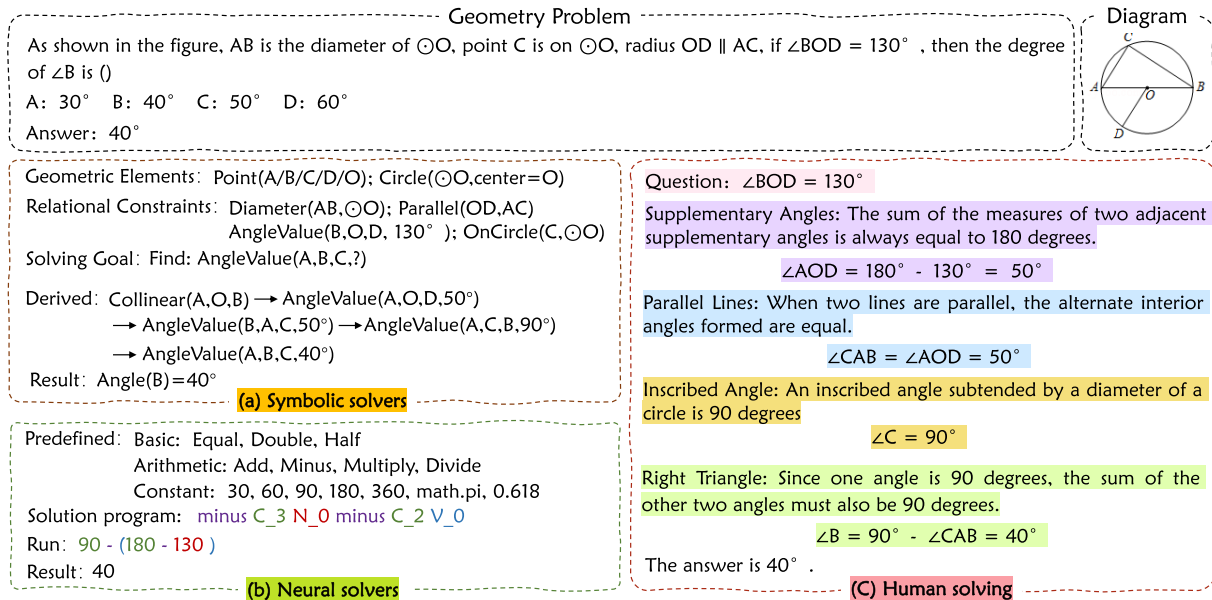 Geometry Problem
As shown in the figure, AB is the diameter of ⊙O, point C is on ⊙O, radius OD ∥ AC, if ∠BOD = 130° , then the degree
of ∠B is ()
A: 30° B: 40° C: 50° D: 60°
Answer: 40°
Diagram
C
A
O
B
D
Geometric Elements: Point(A/B/C/D/O); Circle(⊙O,center=O)
Relational Constraints: Diameter(AB,⊙O); Parallel(OD,AC)
AngleValue(B,O,D, 130° ); OnCircle(C,⊙O)
Solving Goal: Find: AngleValue(A,B,C,?)
Derived: Collinear(A,O,B) → AngleValue(A,O,D,50°)
→ AngleValue(B,A,C,50°) → AngleValue(A,C,B,90°)
→ AngleValue(A,B,C,40°)
Result: Angle(B)=40°
(a) Symbolic solvers
Predefined: Basic: Equal, Double, Half
Arithmetic: Add, Minus, Multiply, Divide
Constant: 30, 60, 90, 180, 360, math.pi, 0.618
Solution program: minus C_3 N_0 minus C_2 V_0
Run: 90 - (180 - 130 )
Result: 40
(b) Neural solvers
Question: ∠BOD = 130°
Supplementary Angles: The sum of the measures of two adjacent
supplementary angles is always equal to 180 degrees.
∠AOD = 180° - 130° = 50°
Parallel Lines: When two lines are parallel, the alternate interior
angles formed are equal.
∠CAB = ∠AOD = 50°
Inscribed Angle: An inscribed angle subtended by a diameter of a
circle is 90 degrees
∠C = 90°
Right Triangle: Since one angle is 90 degrees, the sum of the
other two angles must also be 90 degrees.
∠B = 90° - ∠CAB = 40°
The answer is 40° .
(C) Human solving